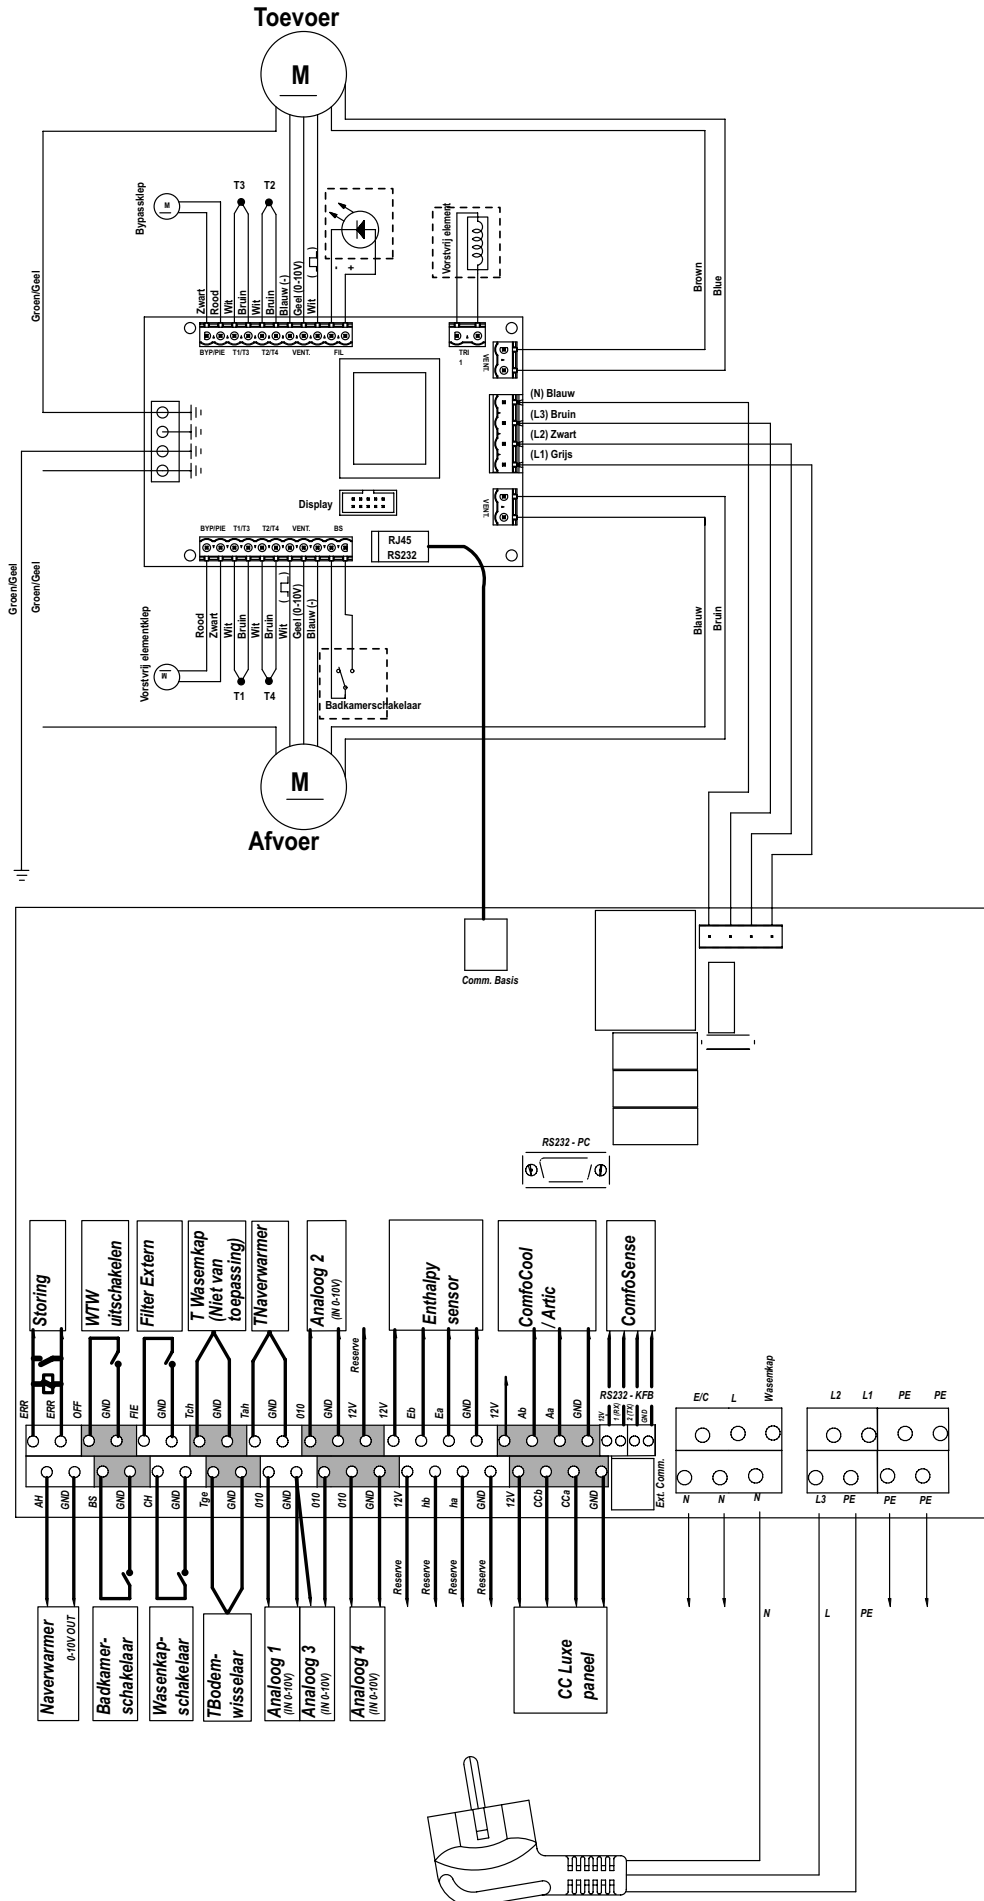 Toevoer
M
Bypassklep
M
T3
T2
Vorstvrij element
Groen/Geel
Zwart
Rood
Wit
Bruin
Wit
Bruin
Blauw (-)
Geel (0-10V)
Wit
- +
Brown
Blue
BYP/PIE T1/T3 T2/T4 VENT. FIL
TRI
1
VENT.
(N) Blauw
(L3) Bruin
(L2) Zwart
(L1) Grijs
Display
VENT.
BYP/PIE T1/T3 T2/T4 VENT. BS
RJ45
RS232
Groen/Geel
Groen/Geel
Vorstvrij elementklep
M
Rood
Zwart
Wit
Bruin
Wit
Bruin
Wit
Geel (0-10V)
Blauw (-)
Blauw
Bruin
T1
T4
Badkamerschakelaar
M
Afvoer
Comm. Basis
RS232 - PC
Storing
WTW
uitschakelen
Filter Extern
T Wasemkap
(Niet van
toepassing)
TNaverwarmer
Analoog 2
(IN 0-10V)
Reserve
Enthalpy
sensor
ComfoCool
/ Artic
ComfoSense
RS232 - KFB
ERR
ERR
OFF
GND
FIE
GND
Tch
GND
Tah
GND
010
GND
12V
12V
Eb
Ea
GND
12V
Ab
Aa
GND
12V
1 (RX)
2 (TX)
GND
E/C
L
Wasemkap
L2
L1
PE
PE
AH
GND
BS
GND
CH
GND
Tge
GND
010
GND
010
010
GND
12V
hb
ha
GND
12V
CCb
CCa
GND
Ext. Comm.
N
N
N
L3
PE
PE
PE
Reserve
Reserve
Reserve
Reserve
N
L
PE
Naverwarmer
0-10V OUT
Badkamer-
schakelaar
Wasenkap-
schakelaar
TBodem-
wisselaar
Analoog 1
(IN 0-10V)
Analoog 3
(IN 0-10V)
Analoog 4
(IN 0-10V)
CC Luxe
paneel